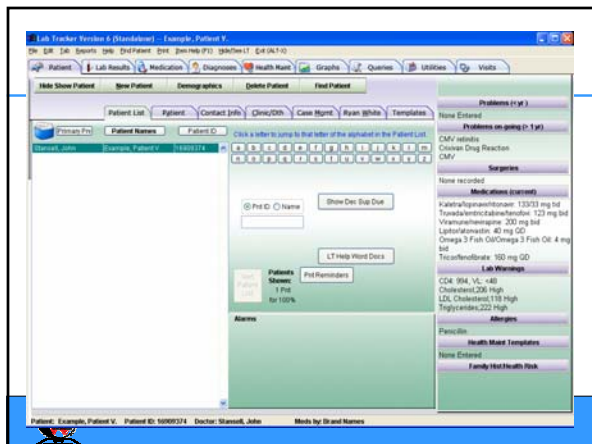 Lab Tracker Version 6 (Standalone) -- Example, Patient V.
File Edit Tab Reports Help Find Patient Print Item Help (F1) Hide/See LT Exit (ALT-X)
Patient Lab Results Medication Diagnoses Health Maint Graphs Queries Utilities Visits
Hide Show Patient New Patient Demographics Delete Patient Find Patient
Patient List Patient Contact Info Clinic/Dth Case Mgmt Ryan White Templates
Primary Prv Patient Names Patient ID
Click a letter to jump to that letter of the alphabet in the Patient List.
a b c d e f g h i j k l m
n o p q r s t u v w x y z
Stansell, John Example, Patient V 16909374
Pnt ID Name
Show Dec Sup Due
LT Help Word Docs
Patients
Shown:
1 Pnt
for 100%
Pnt Reminders
Alarms
Problems (< yr )
None Entered
Problems on-going (> 1 yr)
CMV retinitis
Crixivan Drug Reaction
CMV
Surgeries
None recorded
Medications (current)
Kaletra/lopinavir/ritonavir: 133/33 mg bid
Truvada/emtricitabine/tenofovi: 123 mg bid
Viramune/nevirapine: 200 mg bid
Lipitor/atorvastin: 40 mg QD
Omega 3 Fish Oil/Omega 3 Fish Oil: 4 mg
bid
Tricor/fenofibrate: 160 mg QD
Lab Warnings
CD4: 994, VL: <48
Cholesterol;206 High
LDL Cholesterol;118 High
Triglycerides;222 High
Allergies
Penicillin
Health Maint Templates
None Entered
Family Hist/Health Risk
Patient: Example, Patient V. Patient ID: 16909374 Doctor: Stansell, John Meds by: Brand Names